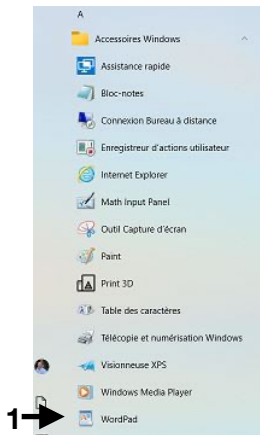 A
Accessoires Windows
Assistance rapide
Bloc-notes
Connexion Bureau à distance
Enregistreur d'actions utilisateur
Internet Explorer
Math Input Panel
Outil Capture d'écran
Paint
Print 3D
Table des caractères
Télécopie et numérisation Windows
Visionneuse XPS
Windows Media Player
1 WordPad